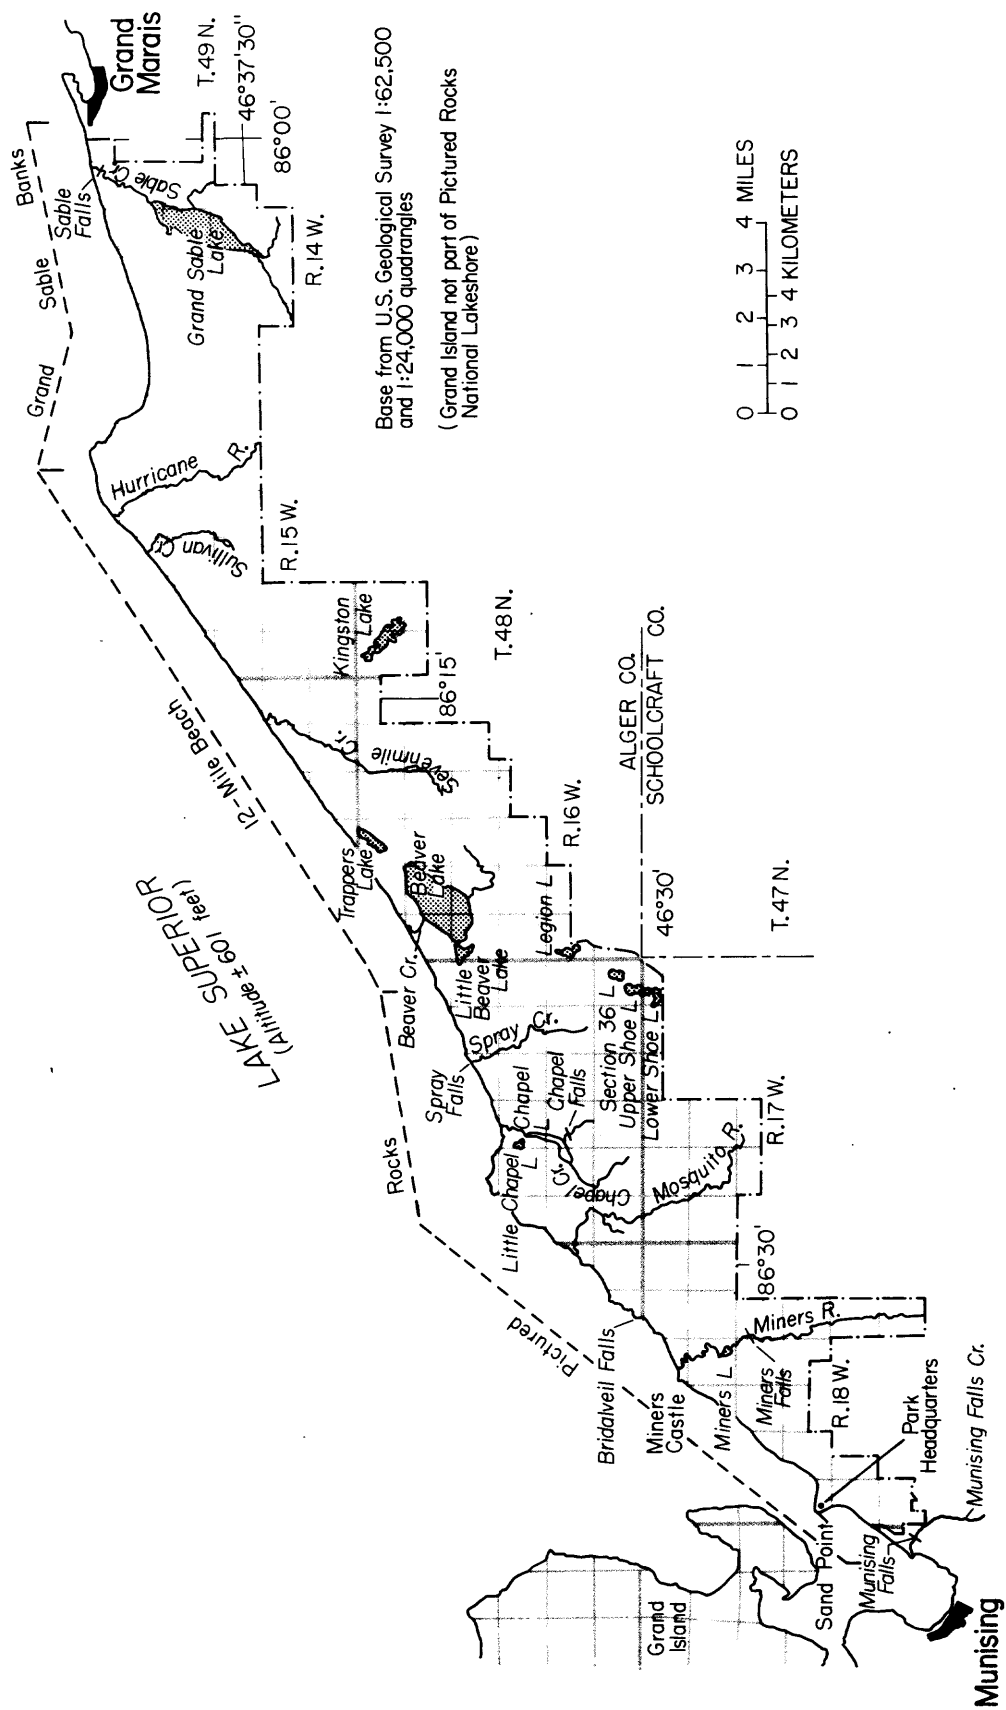 Grand
Marais
T.49 N.
46°37'30"
86°00'
Banks
Sable
Grand
Sable
Falls
Sable Cr.
Grand Sable
Lake
R.14 W.
Hurricane R.
Sullivan Cr.
R.15 W.
Kingston
Lake
T.48 N.
86°15'
12-Mile Beach
Sevenmile Cr.
LAKE SUPERIOR
(Altitude ± 601 feet)
Trappers
Lake
Beaver
Lake
Legion L
R.16 W.
Beaver Cr.
Little
Beaver
Lake
ALGER CO.
SCHOOLCRAFT CO.
46°30'
T.47 N.
Spray
Falls
Spray Cr.
Section 36 L
Upper Shoe L
Lower Shoe L
Rocks
Chapel
L
Chapel
Falls
Little Chapel
L
Chapel Cr.
Chapel
Mosquito R.
R.17 W.
86°30'
Pictured
Bridalveil Falls
Miners R.
Miners
Castle
Miners L
Miners
Falls
R.18 W.
Park
Headquarters
Munising Falls Cr.
Grand
Island
Sand Point
Munising
Falls
Munising
Base from U.S. Geological Survey 1:62,500
and 1:24,000 quadrangles
(Grand Island not part of Pictured Rocks
National Lakeshore)
0 1 2 3 4 MILES
0 1 2 3 4 KILOMETERS